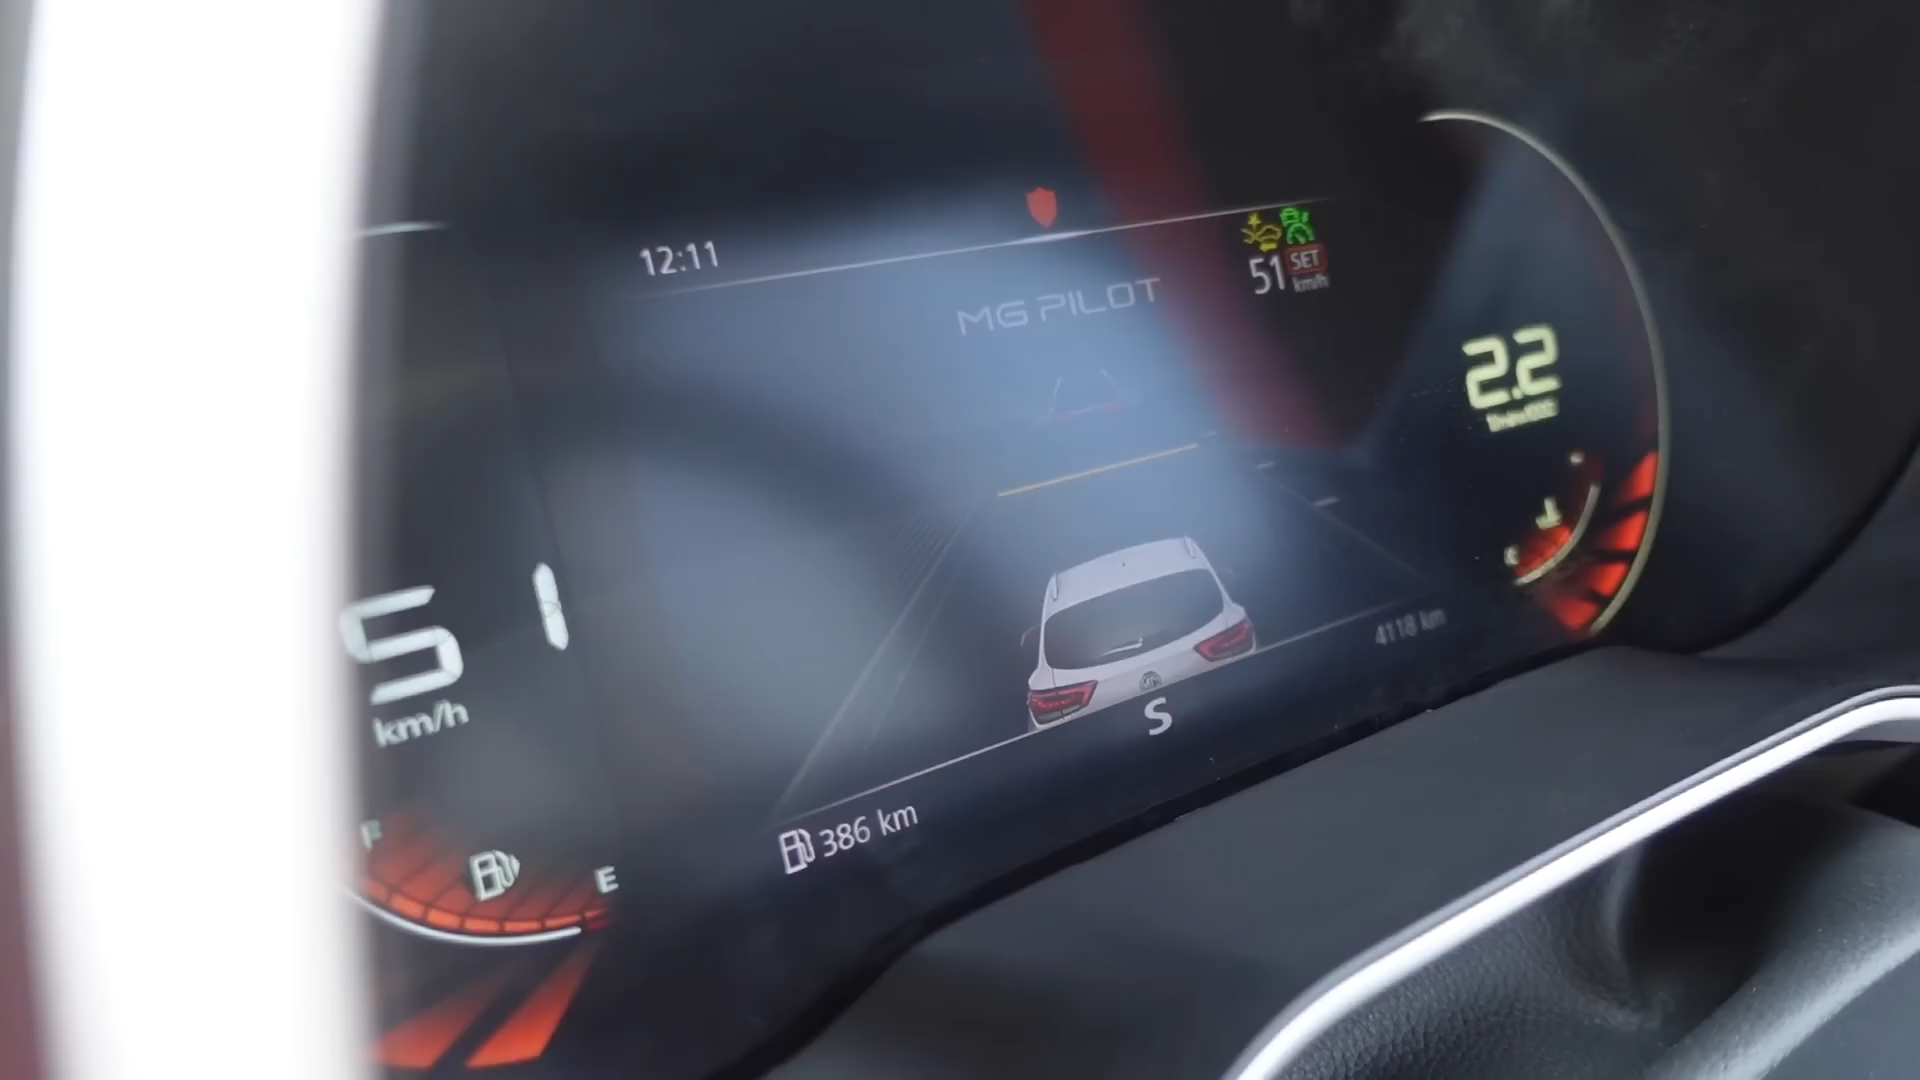 12:11
MG PILOT
51 SET
km/h
2.2
51
km/h
S
4118 km
386 km
F
E
C